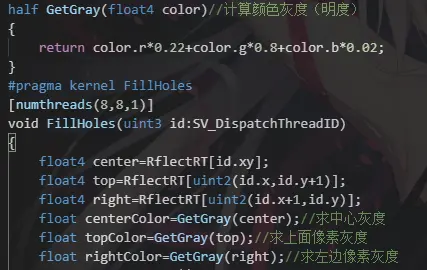 half GetGray(float4 color)//计算颜色灰度（明度）
{
return color.r*0.22+color.g*0.8+color.b*0.02;
}
#pragma kernel FillHoles
[numthreads(8,8,1)]
void FillHoles(uint3 id:SV_DispatchThreadID)
{
float4 center=RflectRT[id.xy];
float4 top=RflectRT[uint2(id.x,id.y+1)];
float4 right=RflectRT[uint2(id.x+1,id.y)];
float centerColor=GetGray(center);//求中心灰度
float topColor=GetGray(top);//求上面像素灰度
float rightColor=GetGray(right);//求左边像素灰度